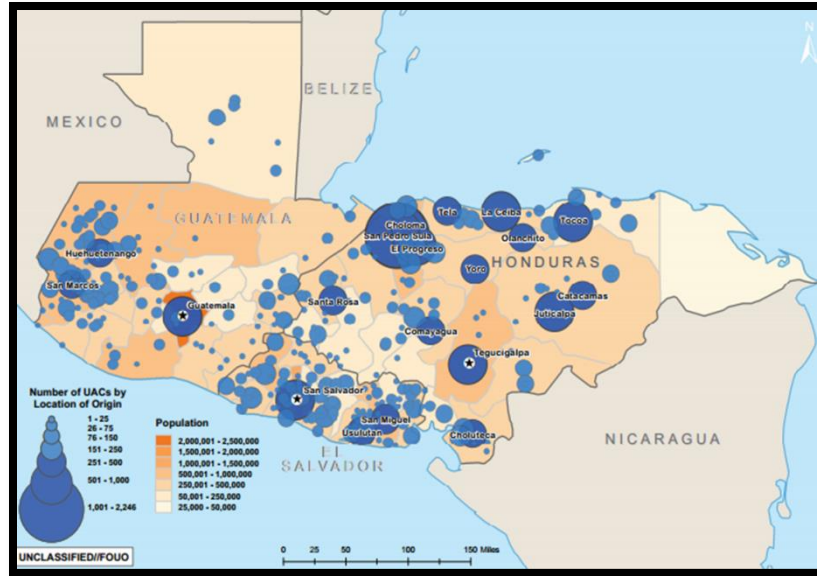 N
BELIZE
MEXICO
GUATEMALA
Tela
La Ceiba
Tocoa
Choloma
San Pedro Sula
El Progreso
Olanchito
HONDURAS
Huehuetenango
Yoro
San Marcos
Catacamas
Guatemala
Santa Rosa
Juticalpa
Comayagua
Tegucigalpa
San Salvador
San Miguel
Usulutan
Choluteca
NICARAGUA
EL
SALVADOR
Number of UACs by
Location of Origin
1 - 25
26 - 75
76 - 150
151 - 250
251 - 500
501 - 1,000
1,001 - 2,246
Population
2,000,001 - 2,500,000
1,500,001 - 2,000,000
1,000,001 - 1,500,000
500,001 - 1,000,000
250,001 - 500,000
50,001 - 250,000
25,000 - 50,000
UNCLASSIFIED//FOUO
0 25 50 100 150 Miles